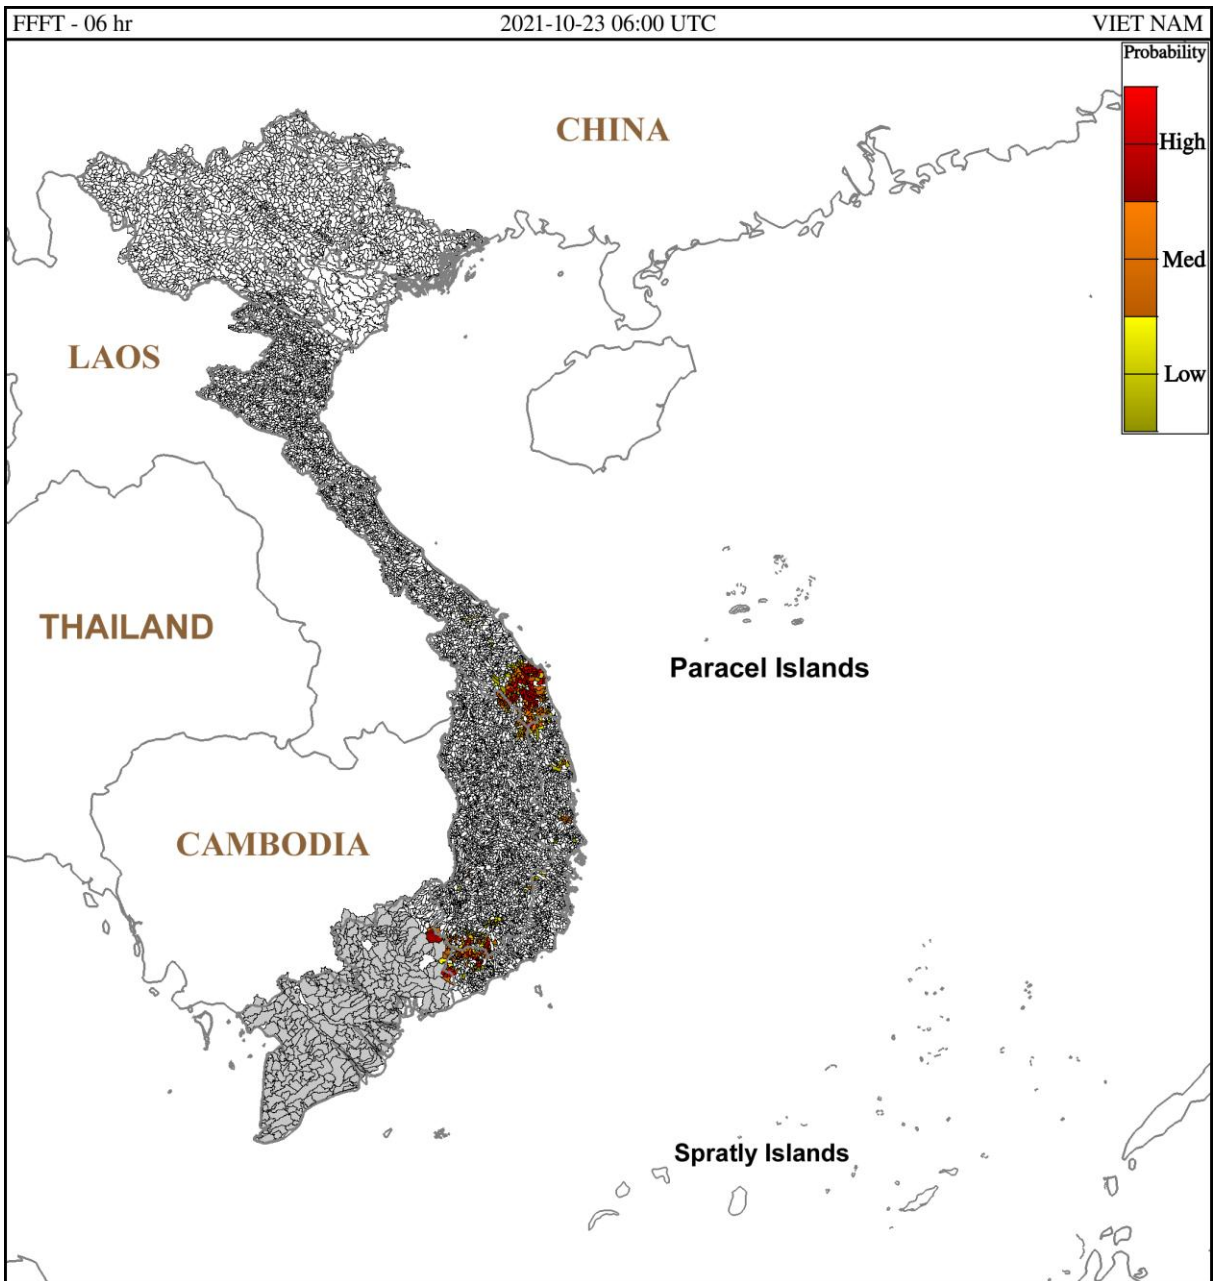 FFFT - 06 hr 2021-10-23 06:00 UTC VIET NAM
Probability
CHINA
High
Med
LAOS
Low
THAILAND
Paracel Islands
CAMBODIA
Spratly Islands